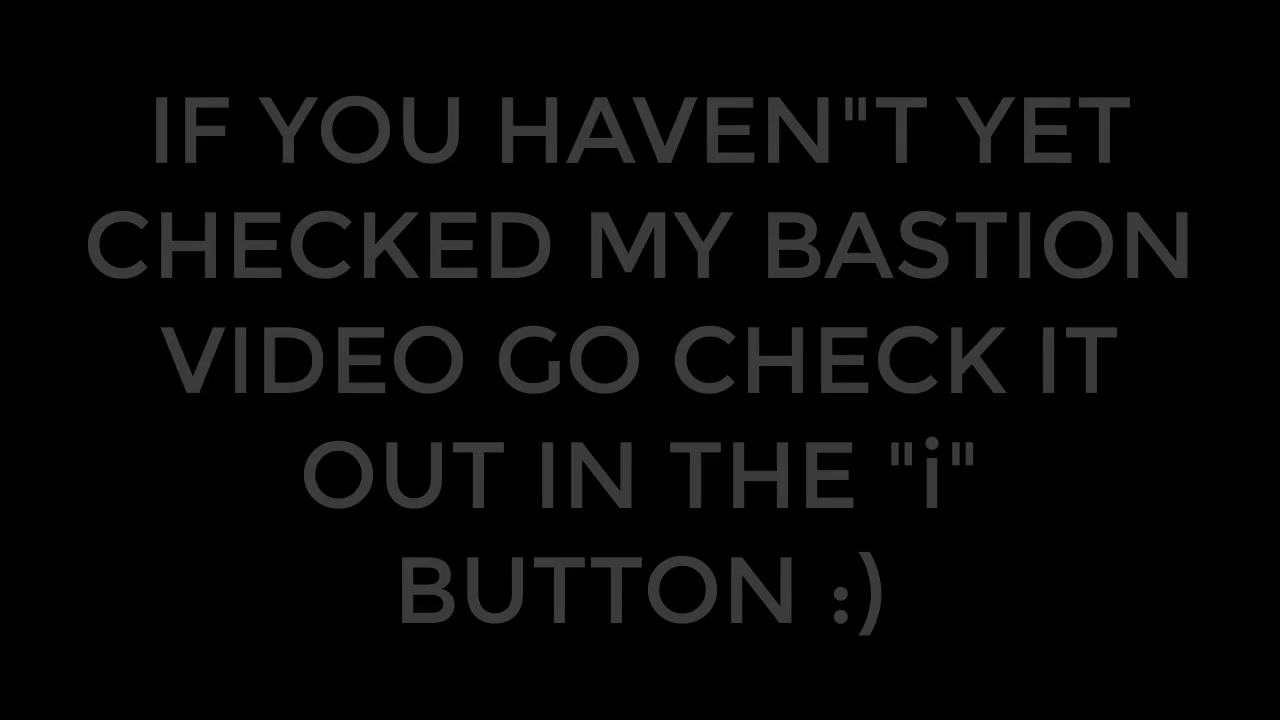 IF YOU HAVEN"T YET
CHECKED MY BASTION
VIDEO GO CHECK IT
OUT IN THE "i"
BUTTON :)